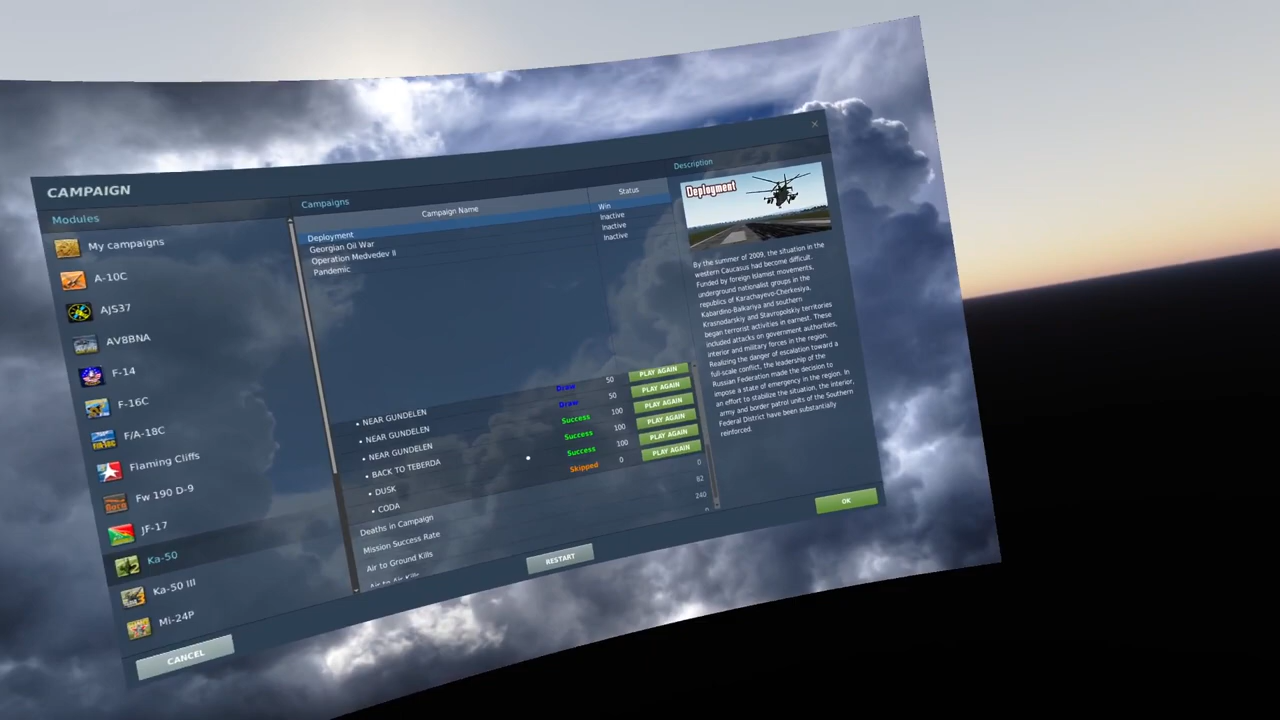 CAMPAIGN
Modules
My campaigns
A-10C
AJS37
AV8BNA
F-14
F-16C
F/A-18C
Flaming Cliffs
Fw 190 D-9
JF-17
Ka-50
Ka-50 III
Mi-24P
CANCEL
Campaigns
Campaign Name Status
Deployment Win
Georgian Oil War Inactive
Operation Medvedev II Inactive
Pandemic Inactive
NEAR GUNDELEN Draw 50 PLAY AGAIN
NEAR GUNDELEN Draw 50 PLAY AGAIN
NEAR GUNDELEN Success 100 PLAY AGAIN
BACK TO TEBERDA Success 100 PLAY AGAIN
DUSK Success 100 PLAY AGAIN
CODA Skipped 0 PLAY AGAIN
Deaths in Campaign 0
Mission Success Rate 82
Air to Ground Kills 240
Air to Air Kills
RESTART
Description
Deployment
By the summer of 2009, the situation in the
western Caucasus had become difficult.
Funded by foreign Islamist movements,
underground nationalist groups in the
republics of Karachayevo-Cherkesiya,
Kabardino-Balkariya and southern
Krasnodarskiy and Stavropolskiy territories
began terrorist activities in earnest. These
included attacks on government authorities,
interior and military forces in the region.
Realizing the danger of escalation toward a
full-scale conflict, the leadership of the
Russian Federation made the decision to
impose a state of emergency in the region. In
an effort to stabilize the situation, the interior,
army and border patrol units of the Southern
Federal District have been substantially
reinforced.
OK